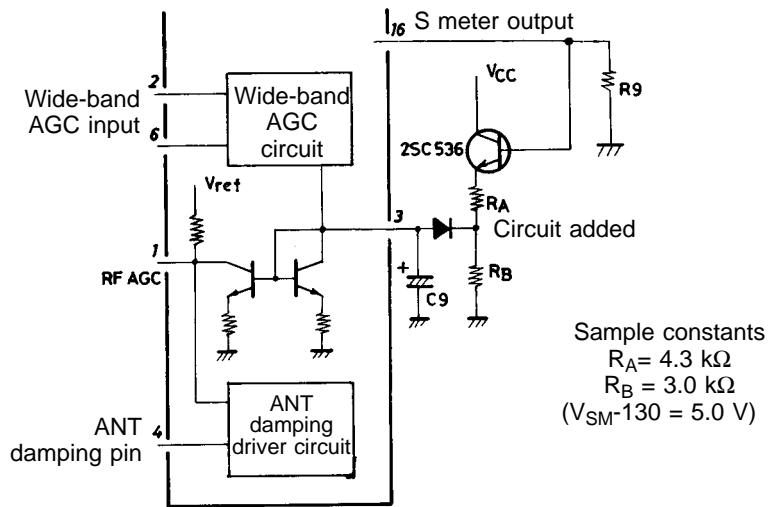 16
S meter output
2
Wide-band
AGC input
6
Wide-band
AGC
circuit
VCC
R9
2SC536
RA
Vret
3
Circuit added
1
RF AGC
+
C9
RB
Sample constants
RA= 4.3 kΩ
RB = 3.0 kΩ
(VSM-130 = 5.0 V)
ANT
damping pin
4
ANT
damping
driver circuit